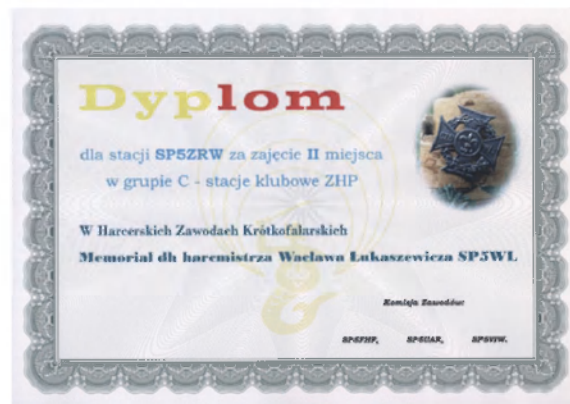 Dyplom
dla stacji SP5ZRW za zajęcie II miejsca
w grupie C - stacje klubowe ZHP
W Harcerskich Zawodach Krótkofalarskich
Memoriał dh harcmistrza Wacława Łukaszewicza SP5WL
Komisja Zawodów: